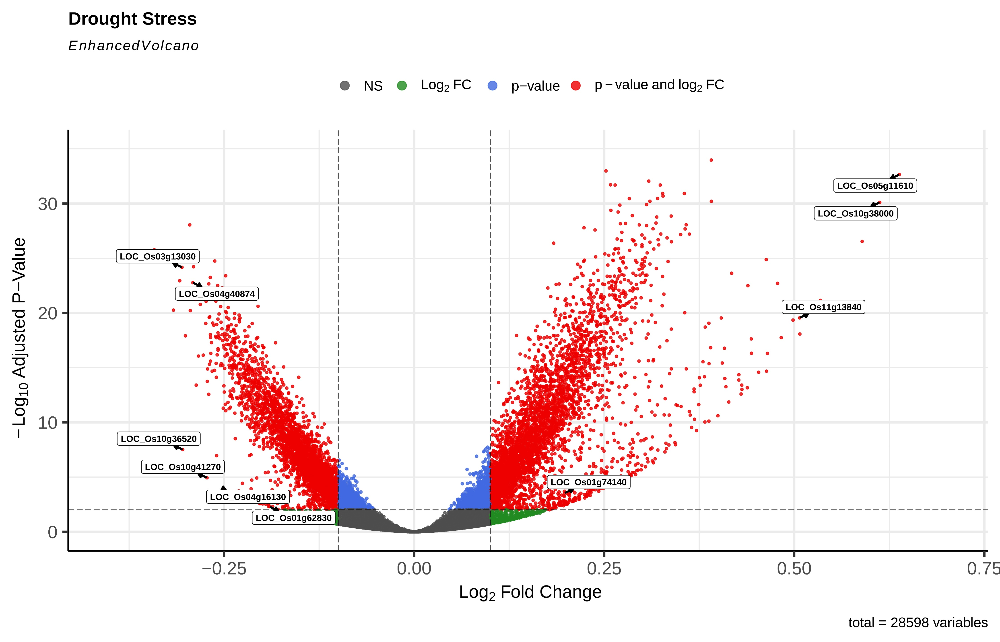 Drought Stress
EnhancedVolcano
NS Log₂ FC p−value p − value and log₂ FC
−Log₁₀ Adjusted P−Value
30
20
10
0
LOC_Os05g11610
LOC_Os10g38000
LOC_Os03g13030
LOC_Os04g40874
LOC_Os11g13840
LOC_Os10g36520
LOC_Os10g41270
LOC_Os01g74140
LOC_Os04g16130
LOC_Os01g62830
−0.25 0.00 0.25 0.50 0.75
Log₂ Fold Change
total = 28598 variables